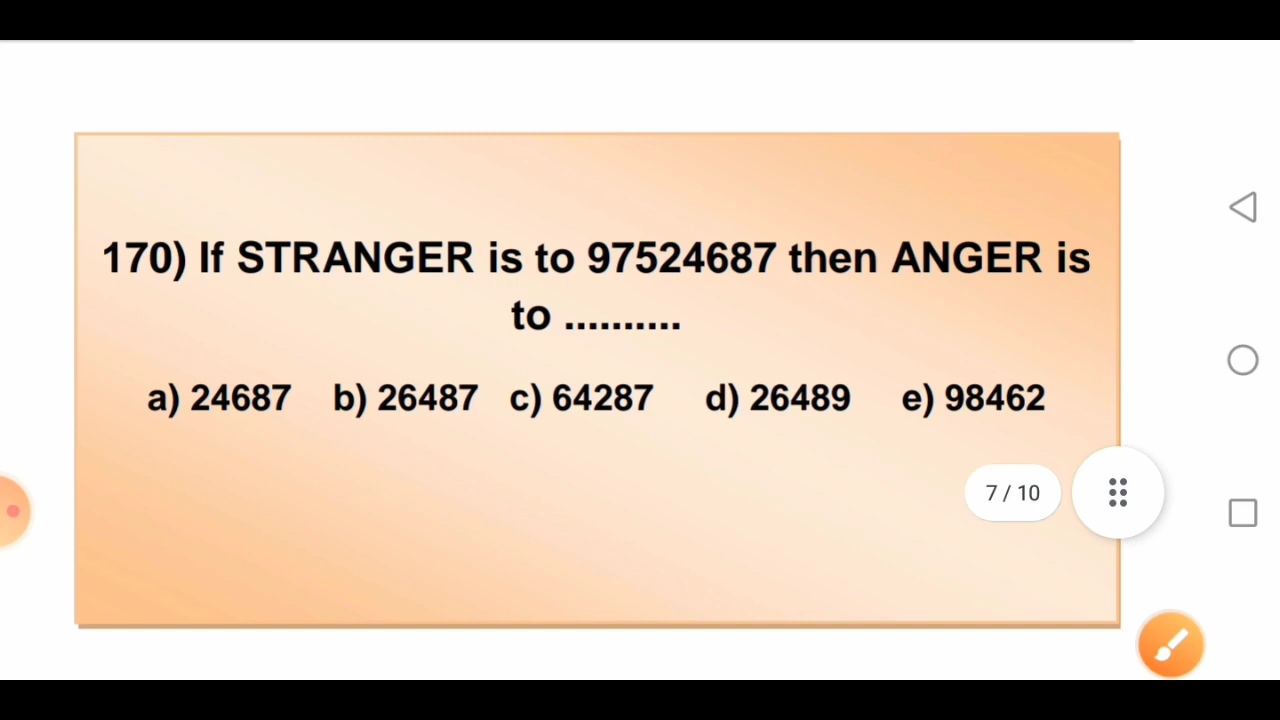 170) If STRANGER is to 97524687 then ANGER is
to ..........
a) 24687 b) 26487 c) 64287 d) 26489 e) 98462
7 / 10